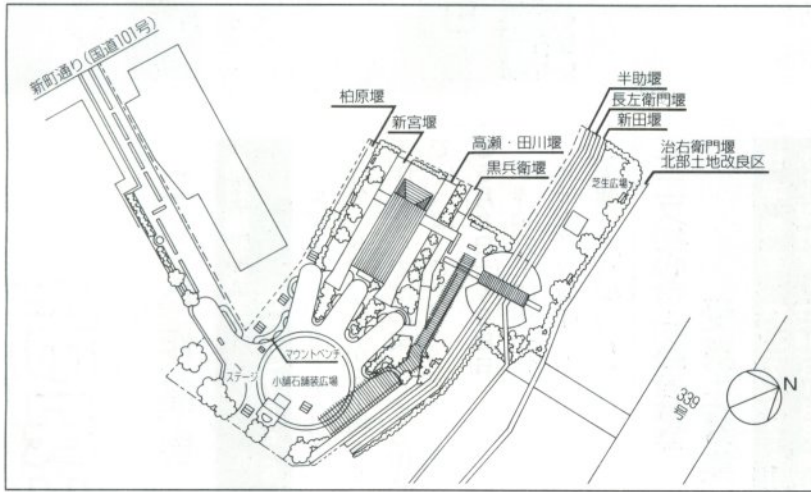 新町通り(国道101号)
柏原堰
新宮堰
高瀬・田川堰
黒兵衛堰
半助堰
長左衛門堰
新田堰
治右衛門堰
北部土地改良区
芝生広場
マウントベンチ
ステージ
小舗石舗装広場
339号
N